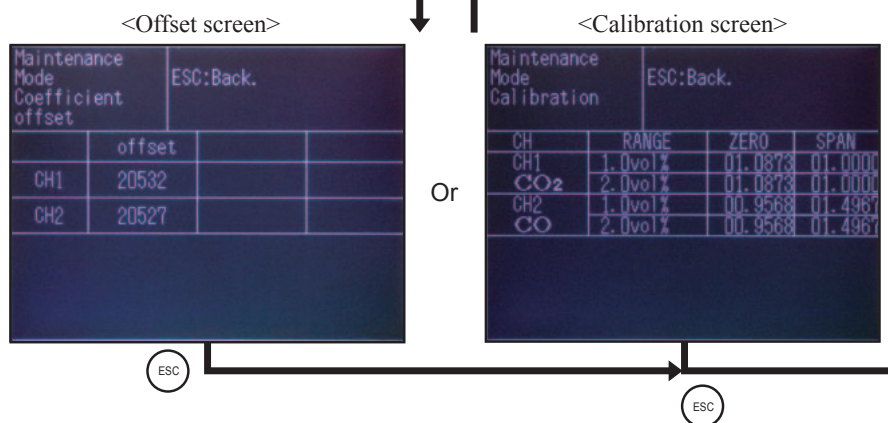 <Offset screen>
<Calibration screen>
Maintenance
Mode
Coefficient
offset
ESC:Back.
offset
CH1 20532
CH2 20527
Or
Maintenance
Mode
Calibration
ESC:Back.
CH RANGE ZERO SPAN
CH1 1.0vol% 01.0873 01.0000
CO2 2.0vol% 01.0873 01.0000
CH2 1.0vol% 00.9568 01.4967
CO 2.0vol% 00.9568 01.4967
ESC
ESC